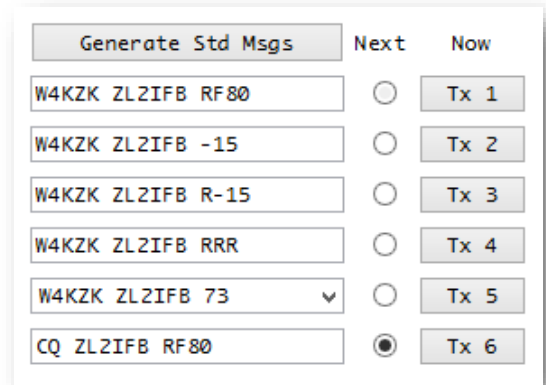 Generate Std Msgs Next Now
W4KZK ZL2IFB RF80 Tx 1
W4KZK ZL2IFB -15 Tx 2
W4KZK ZL2IFB R-15 Tx 3
W4KZK ZL2IFB RRR Tx 4
W4KZK ZL2IFB 73 Tx 5
CQ ZL2IFB RF80 Tx 6